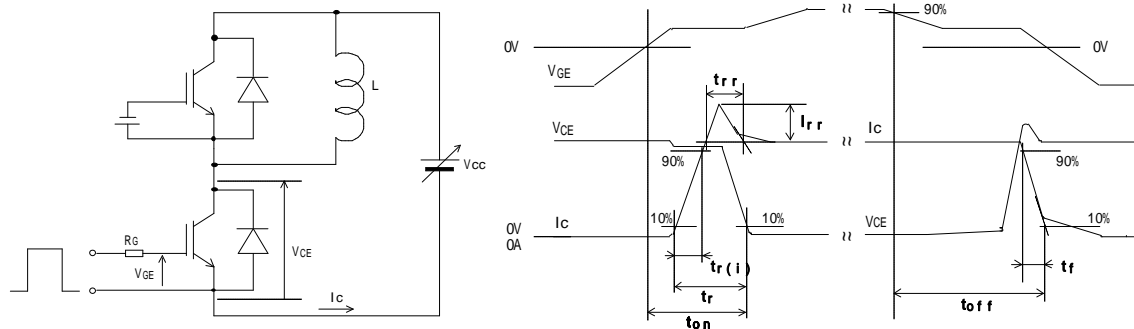 L
Vcc
RG
VGE
VCE
Ic
0V
VGE
VCE
0V
0A
Ic
90%
10%
10%
trr
Irr
tr(i)
tr
ton
≈
≈
≈
90%
0V
Ic
90%
VCE
10%
tf
toff